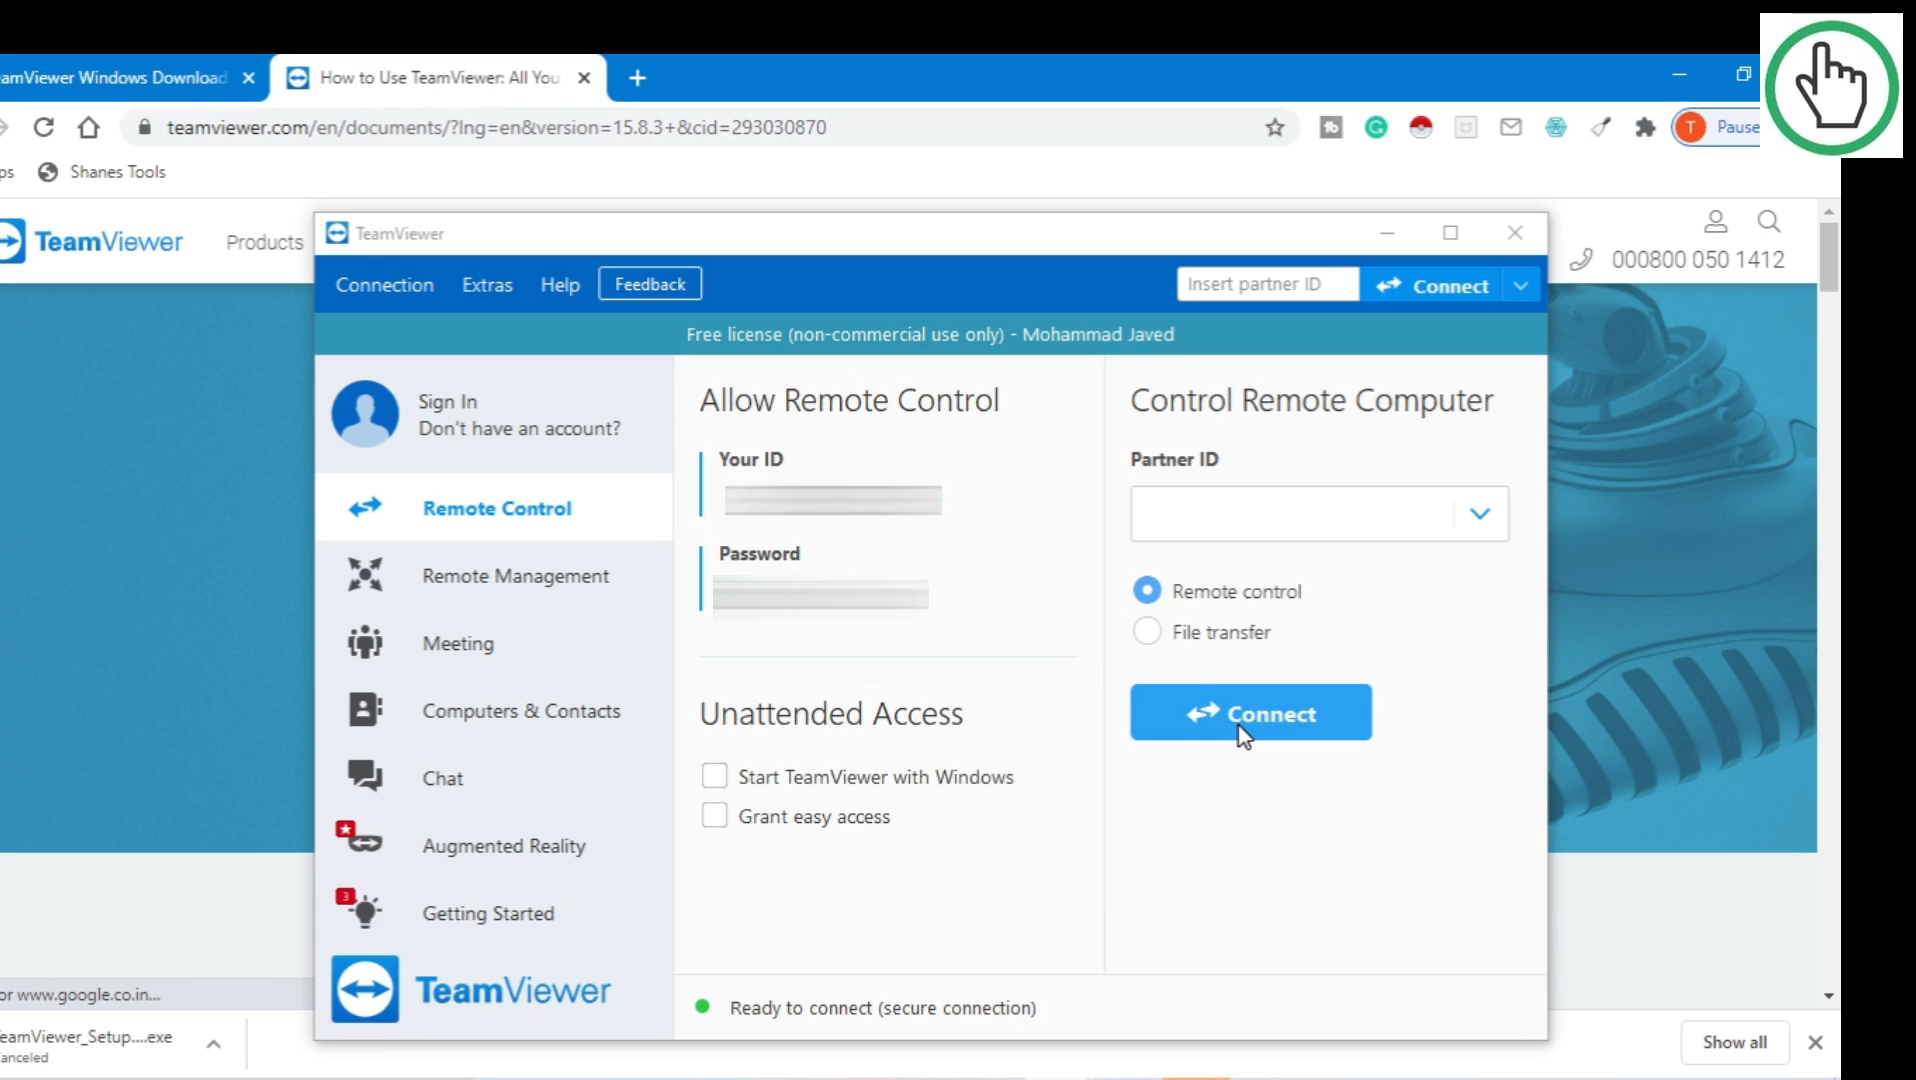 amViewer Windows Download
How to Use TeamViewer: All You
teamviewer.com/en/documents/?lng=en&version=15.8.3+&cid=293030870
T
Pause
ps
Shanes Tools
TeamViewer
Products
000800 050 1412
TeamViewer
Connection
Extras
Help
Feedback
Insert partner ID
Connect
Free license (non-commercial use only) - Mohammad Javed
Sign In
Don't have an account?
Remote Control
Remote Management
Meeting
Computers & Contacts
Chat
Augmented Reality
3
Getting Started
TeamViewer
Allow Remote Control
Your ID
Password
Unattended Access
Start TeamViewer with Windows
Grant easy access
Control Remote Computer
Partner ID
Remote control
File transfer
Connect
Ready to connect (secure connection)
or www.google.co.in...
eamViewer_Setup....exe
anceled
Show all